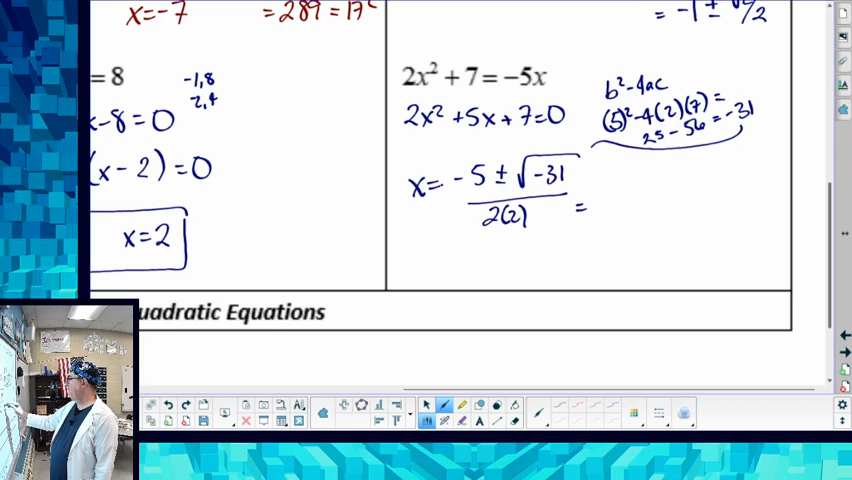 x=-7
=289=17²
=-1±√
/2
=8
-1,8
2,4
x-8=0
(x-2)=0
x=2
2x²+7=-5x
2x²+5x+7=0
b²-4ac
(5)²-4(2)(7)=
25-56=-31
x=-5±√-31
2(2)
=
uadratic Equations